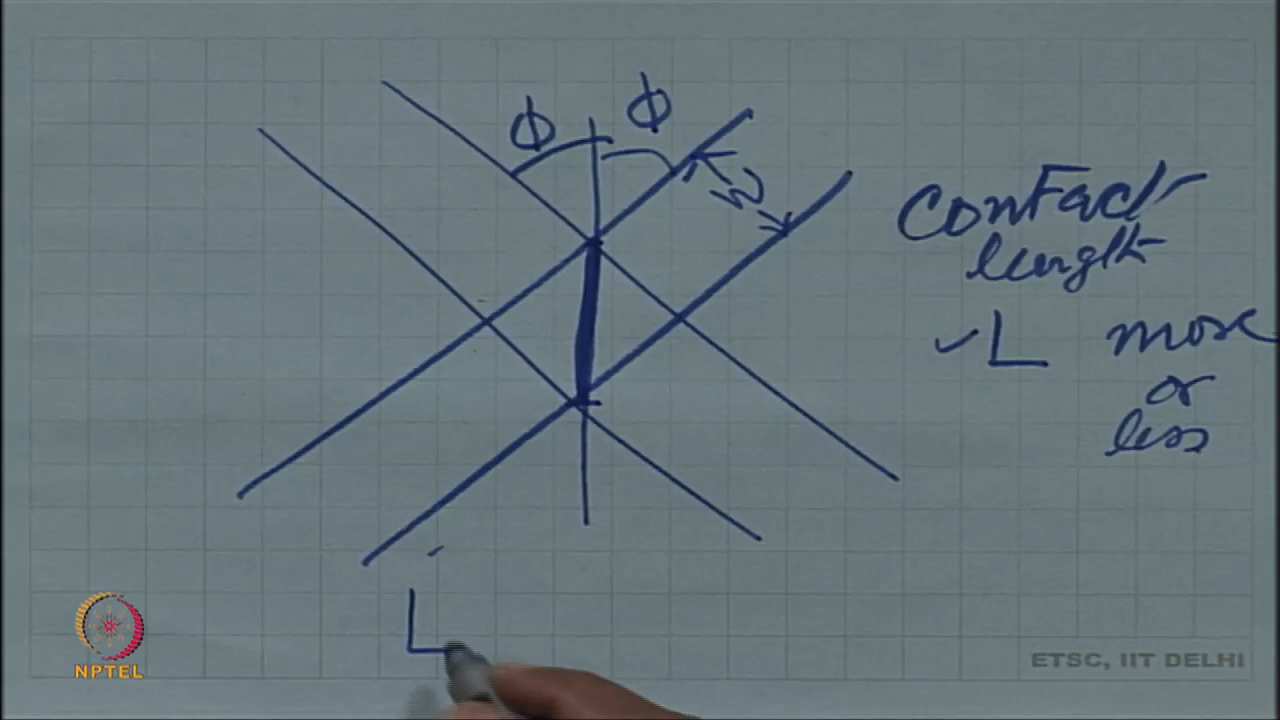 ϕ ϕ
W
Contact
length
✓L more
or
less
L
NPTEL
ETSC, IIT DELHI